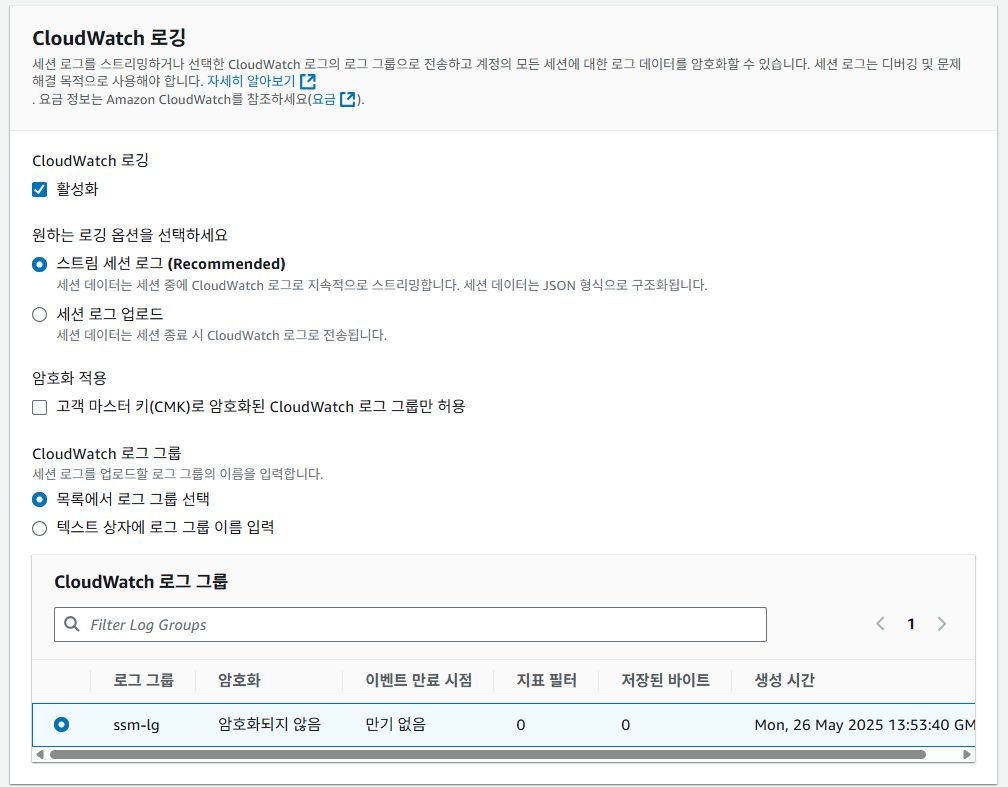 CloudWatch 로깅
세션 로그를 스트리밍하거나 선택한 CloudWatch 로그의 로그 그룹으로 전송하고 계정의 모든 세션에 대한 로그 데이터를 암호화할 수 있습니다. 세션 로그는 디버깅 및 문제
해결 목적으로 사용해야 합니다. 자세히 알아보기
. 요금 정보는 Amazon CloudWatch를 참조하세요(요금 ).
CloudWatch 로깅
활성화
원하는 로깅 옵션을 선택하세요
스트림 세션 로그 (Recommended)
세션 데이터는 세션 중에 CloudWatch 로그로 지속적으로 스트리밍합니다. 세션 데이터는 JSON 형식으로 구조화됩니다.
세션 로그 업로드
세션 데이터는 세션 종료 시 CloudWatch 로그로 전송됩니다.
암호화 적용
고객 마스터 키(CMK)로 암호화된 CloudWatch 로그 그룹만 허용
CloudWatch 로그 그룹
세션 로그를 업로드할 로그 그룹의 이름을 입력합니다.
목록에서 로그 그룹 선택
텍스트 상자에 로그 그룹 이름 입력
CloudWatch 로그 그룹
Filter Log Groups 1
로그 그룹 암호화 이벤트 만료 시점 지표 필터 저장된 바이트 생성 시간
ssm-lg 암호화되지 않음 만기 없음 0 0 Mon, 26 May 2025 13:53:40 GM